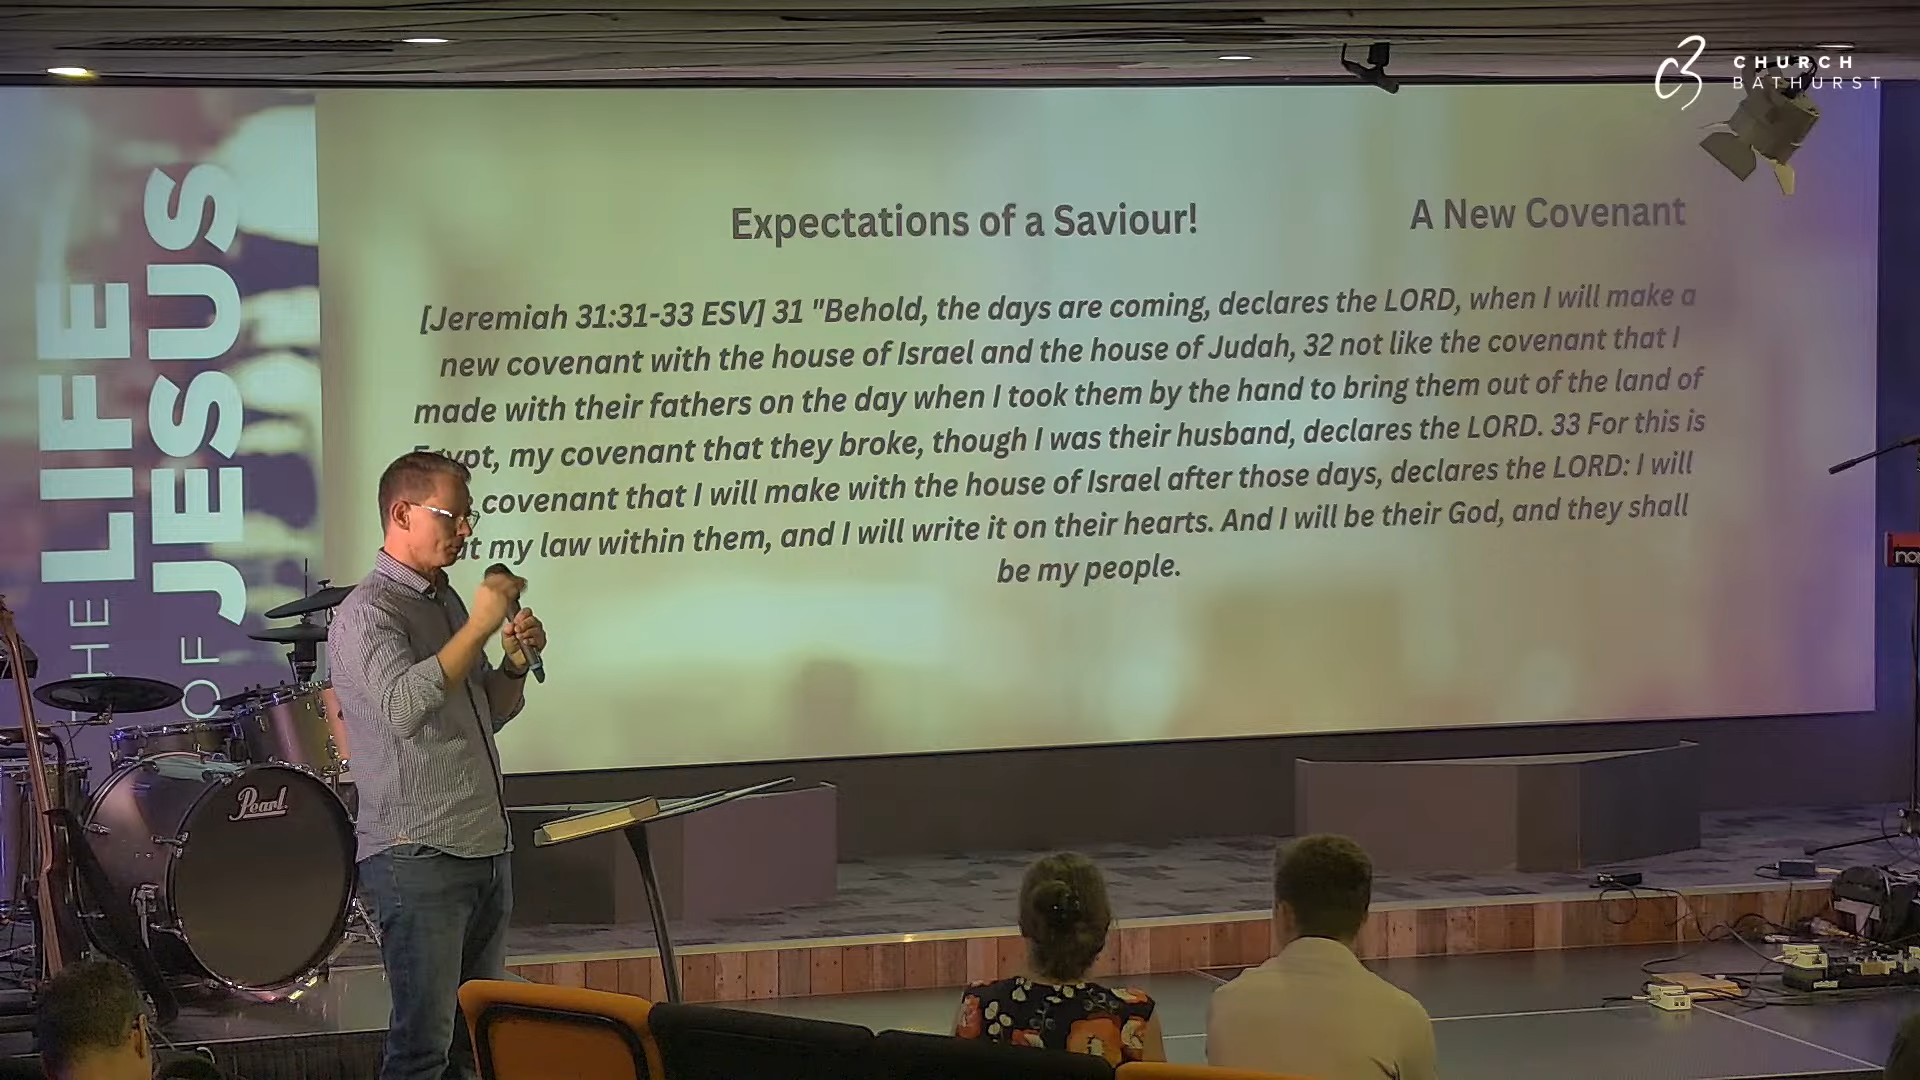 C3 CHURCH
BATHURST
THE LIFE
OF JESUS
Expectations of a Saviour!
A New Covenant
[Jeremiah 31:31-33 ESV] 31 "Behold, the days are coming, declares the LORD, when I will make a
new covenant with the house of Israel and the house of Judah, 32 not like the covenant that I
made with their fathers on the day when I took them by the hand to bring them out of the land of
my covenant that they broke, though I was their husband, declares the LORD. 33 For this is
covenant that I will make with the house of Israel after those days, declares the LORD: I will
my law within them, and I will write it on their hearts. And I will be their God, and they shall
be my people.
Pearl